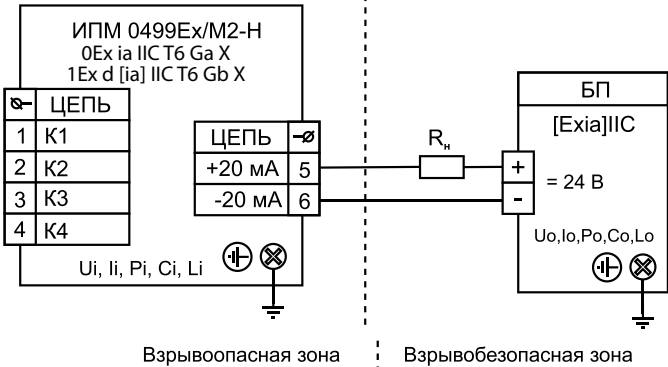 ИПМ 0499Ex/M2-Н
0Ex ia IIC T6 Ga X
1Ex d [ia] IIC T6 Gb X
ЦЕПЬ
1 К1
2 К2
3 К3
4 К4
ЦЕПЬ
+20 мА 5
-20 мА 6
Ui, Ii, Pi, Ci, Li
Rн
БП
[Exia]IIC
+
-
= 24 В
Uo,Io,Po,Co,Lo
Взрывоопасная зона
Взрывобезопасная зона